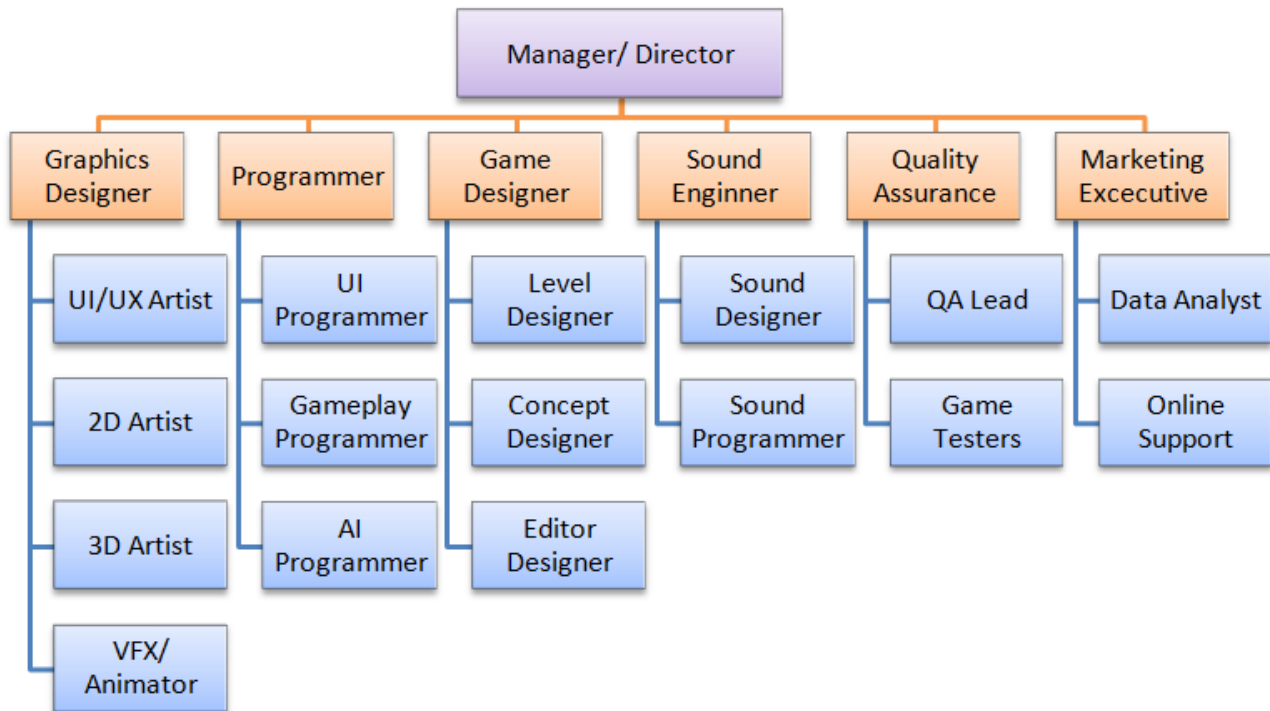 Manager/ Director
Graphics
Designer
Programmer
Game
Designer
Sound
Enginner
Quality
Assurance
Marketing
Excecutive
UI/UX Artist
UI
Programmer
Level
Designer
Sound
Designer
QA Lead
Data Analyst
2D Artist
Gameplay
Programmer
Concept
Designer
Sound
Programmer
Game
Testers
Online
Support
3D Artist
AI
Programmer
Editor
Designer
VFX/
Animator